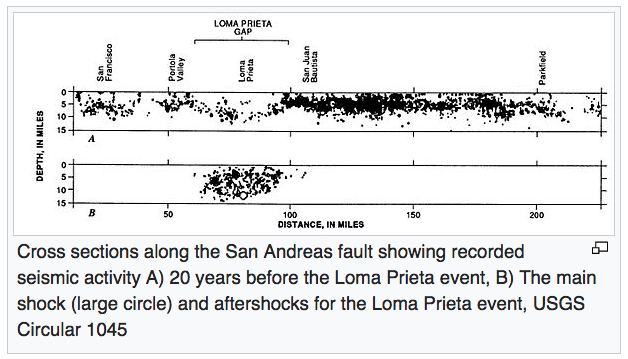 LOMA PRIETA
GAP
San
Francisco
Portola
Valley
Loma
Prieta
San Juan
Bautista
Parkfield
DEPTH, IN MILES
0
5
10
15
A
0
5
10
15
B
50
100
150
200
DISTANCE, IN MILES
Cross sections along the San Andreas fault showing recorded
seismic activity A) 20 years before the Loma Prieta event, B) The main
shock (large circle) and aftershocks for the Loma Prieta event, USGS
Circular 1045